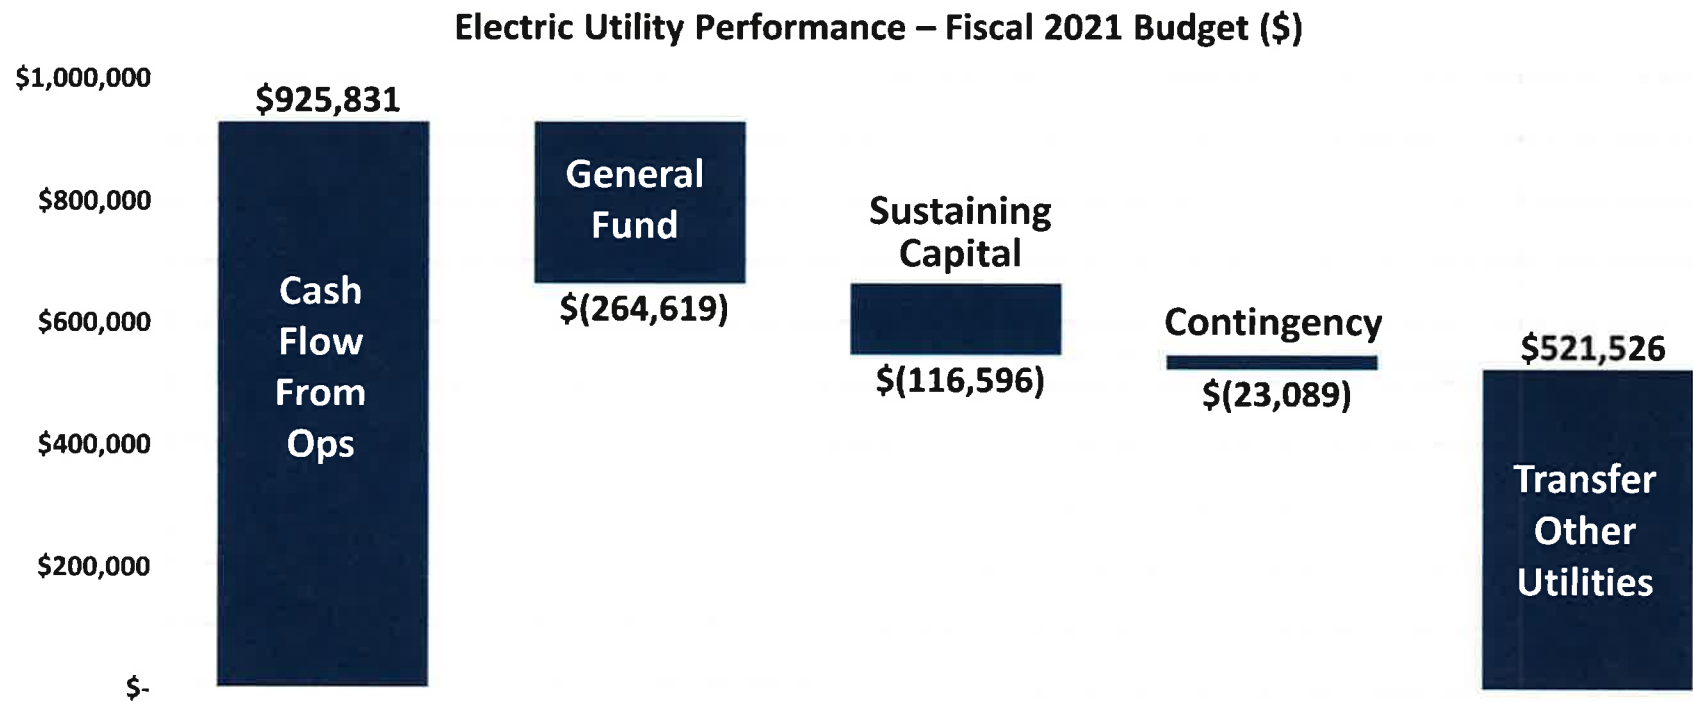 Electric Utility Performance – Fiscal 2021 Budget ($)
$1,000,000
$800,000
$600,000
$400,000
$200,000
$-
$925,831
Cash
Flow
From
Ops
General
Fund
$(264,619)
Sustaining
Capital
$(116,596)
Contingency
$(23,089)
$521,526
Transfer
Other
Utilities